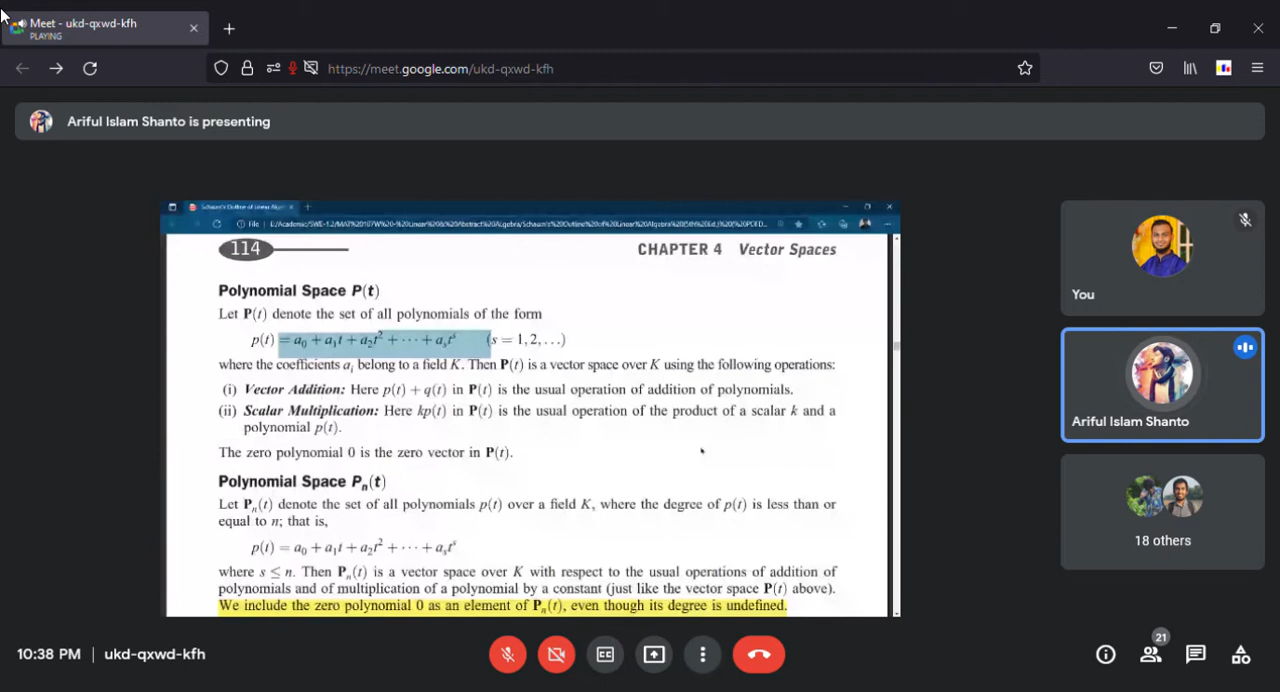 Meet - ukd-qxwd-kfh
PLAYING
https://meet.google.com/ukd-qxwd-kfh
Ariful Islam Shanto is presenting
114
CHAPTER 4 Vector Spaces
Polynomial Space P(t)
Let P(t) denote the set of all polynomials of the form
p(t) = a₀ + a₁t + a₂t² + ··· + aₛtˢ (s = 1, 2, ...)
where the coefficients aᵢ belong to a field K. Then P(t) is a vector space over K using the following operations:
(i) Vector Addition: Here p(t) + q(t) in P(t) is the usual operation of addition of polynomials.
(ii) Scalar Multiplication: Here kp(t) in P(t) is the usual operation of the product of a scalar k and a
polynomial p(t).
The zero polynomial 0 is the zero vector in P(t).
Polynomial Space Pₙ(t)
Let Pₙ(t) denote the set of all polynomials p(t) over a field K, where the degree of p(t) is less than or
equal to n; that is,
p(t) = a₀ + a₁t + a₂t² + ··· + aₛtˢ
where s ≤ n. Then Pₙ(t) is a vector space over K with respect to the usual operations of addition of
polynomials and of multiplication of a polynomial by a constant (just like the vector space P(t) above).
We include the zero polynomial 0 as an element of Pₙ(t), even though its degree is undefined.
You
Ariful Islam Shanto
18 others
10:38 PM | ukd-qxwd-kfh
CC
21